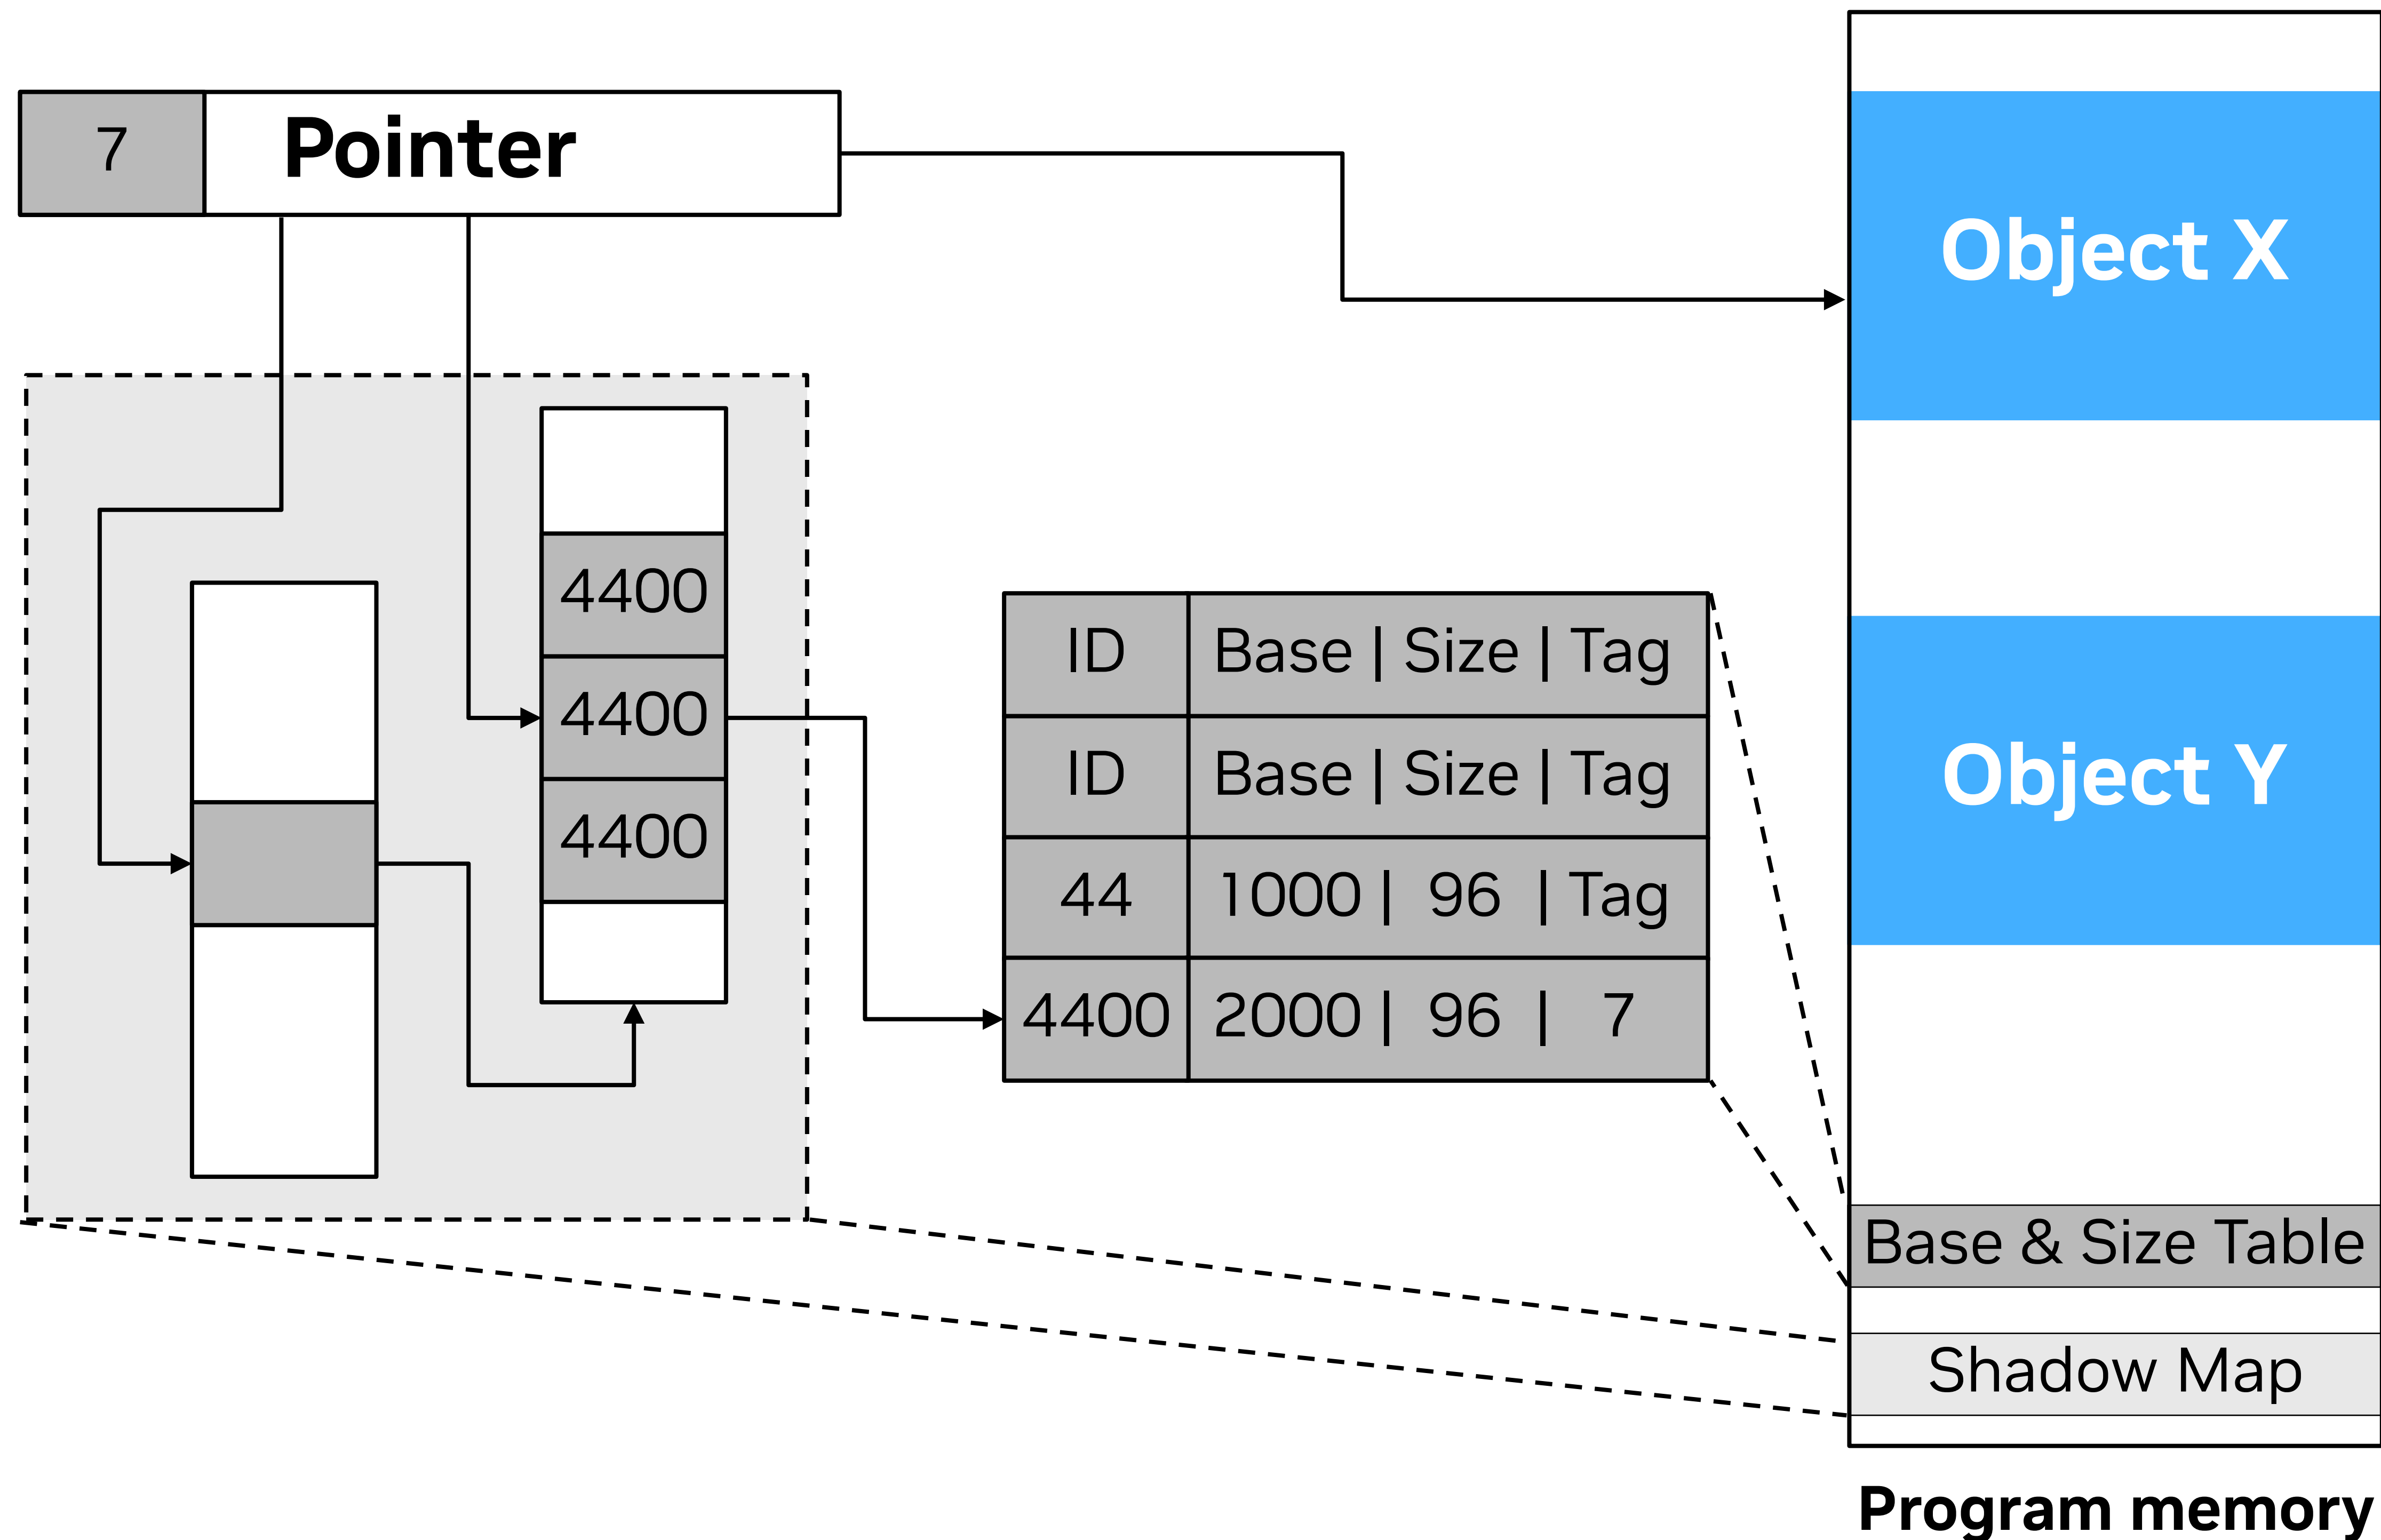 7 Pointer
Object X
4400
4400
4400
ID Base | Size | Tag
ID Base | Size | Tag
44 1000 | 96 | Tag
4400 2000 | 96 | 7
Object Y
Base & Size Table
Shadow Map
Program memory